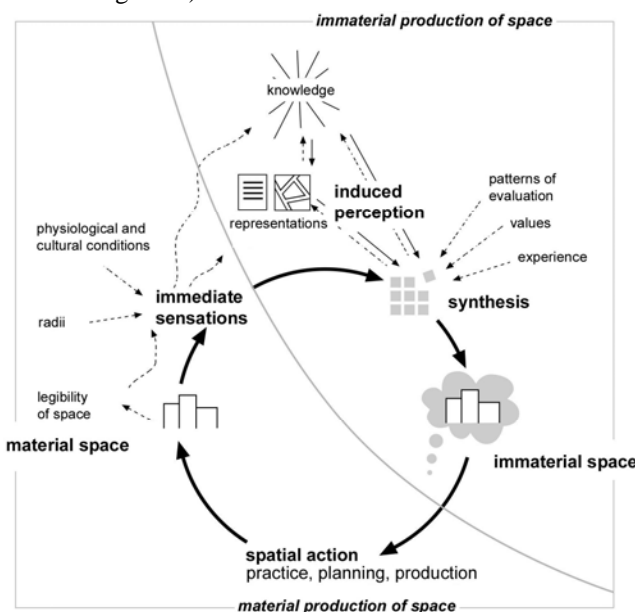 immaterial production of space
knowledge
induced
perception
representations
patterns of
evaluation
values
experience
physiological and
cultural conditions
immediate
sensations
synthesis
radii
legibility
of space
material space
immaterial space
spatial action
practice, planning, production
material production of space